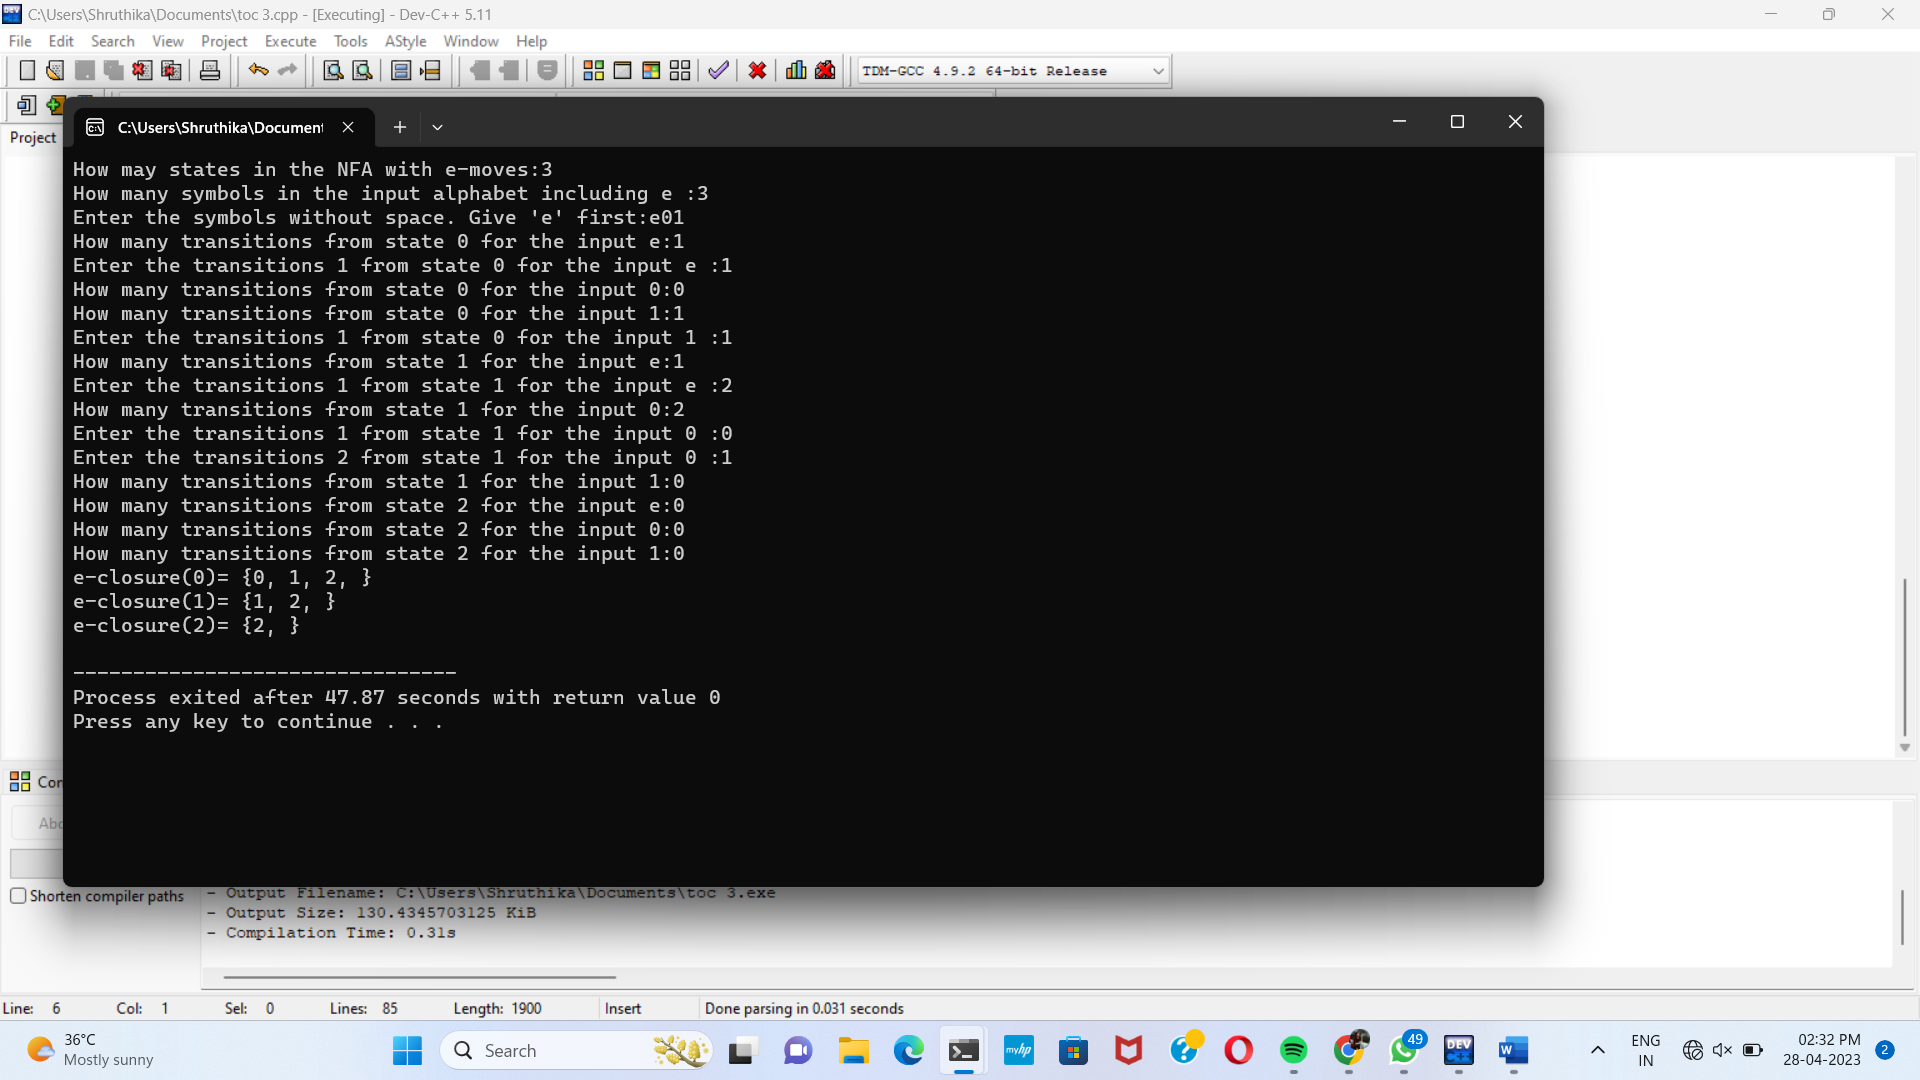 C:\Users\Shruthika\Documents\toc 3.cpp - [Executing] - Dev-C++ 5.11
File Edit Search View Project Execute Tools AStyle Window Help
TDM-GCC 4.9.2 64-bit Release
Project
C:\Users\Shruthika\Document
How may states in the NFA with e-moves:3
How many symbols in the input alphabet including e :3
Enter the symbols without space. Give 'e' first:e01
How many transitions from state 0 for the input e:1
Enter the transitions 1 from state 0 for the input e :1
How many transitions from state 0 for the input 0:0
How many transitions from state 0 for the input 1:1
Enter the transitions 1 from state 0 for the input 1 :1
How many transitions from state 1 for the input e:1
Enter the transitions 1 from state 1 for the input e :2
How many transitions from state 1 for the input 0:2
Enter the transitions 1 from state 1 for the input 0 :0
Enter the transitions 2 from state 1 for the input 0 :1
How many transitions from state 1 for the input 1:0
How many transitions from state 2 for the input e:0
How many transitions from state 2 for the input 0:0
How many transitions from state 2 for the input 1:0
e-closure(0)= {0, 1, 2, }
e-closure(1)= {1, 2, }
e-closure(2)= {2, }
--------------------------------
Process exited after 47.87 seconds with return value 0
Press any key to continue . . .
Shorten compiler paths
- Output Filename: C:\Users\Shruthika\Documents\toc 3.exe
- Output Size: 130.4345703125 KiB
- Compilation Time: 0.31s
Line: 6 Col: 1 Sel: 0 Lines: 85 Length: 1900 Insert Done parsing in 0.031 seconds
36°C
Mostly sunny
Search
myhp
49
DEV C++
W
ENG
IN
02:32 PM
28-04-2023
2